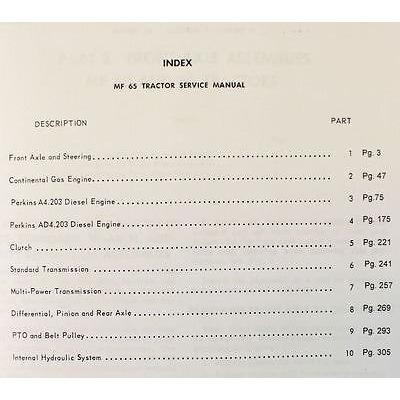 INDEX
MF 65 TRACTOR SERVICE MANUAL
DESCRIPTION PART
Front Axle and Steering 1 Pg. 3
Continental Gas Engine 2 Pg. 47
Perkins A4.203 Diesel Engine 3 Pg.75
Perkins AD4.203 Diesel Engine 4 Pg. 175
Clutch 5 Pg. 221
Standard Transmission 6 Pg. 241
Multi-Power Transmission 7 Pg. 257
Differential, Pinion and Rear Axle 8 Pg. 269
PTO and Belt Pulley 9 Pg. 293
Internal Hydraulic System 10 Pg. 305